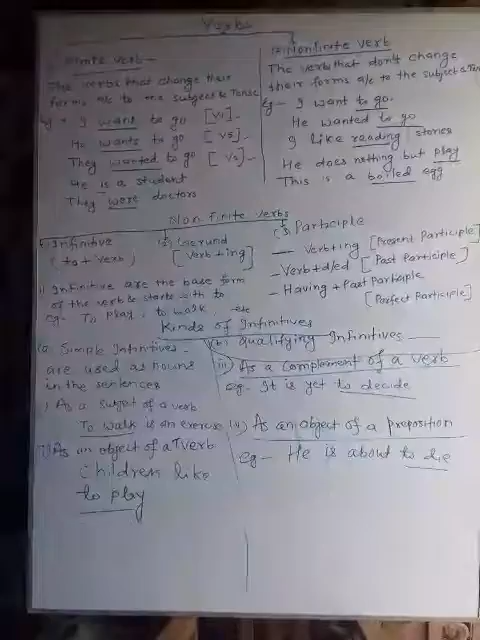 Verbs
Finite verb -
The verbs that change their
forms a/c to the subject & Tense
eg → I want to go [V1]-
He wants to go [V5]-
They wanted to go [V2]-
He is a student
They were doctors
Nonfinite verb
The verb that don't change
their forms a/c to the subject & Ten
eg - I want to go.
He wanted to go
I like reading stories
He does nothing but play
This is a boiled egg
Non Finite verbs
Infinitive
(to + verb)
(2) Gerund
[verb + ing]
(3) Participle
- Verb+ing [Present Participle]
- Verb+d/ed [Past Participle]
- Having + Past Participle
[Perfect Participle]
1) Infinitive are the base form
of the verb & starts with to
eg- To play, to walk, etc
Kinds of Infinitives
(a) Simple Infinitives -
are used as nouns
in the sentences
i) As a subject of a verb
To walk is an exercise
ii) As an object of a verb
Children like
to play
(b) Qualifying Infinitives -
iii) As a complement of a verb
eg. It is yet to decide
iv) As an object of a preposition
eg - He is about to die